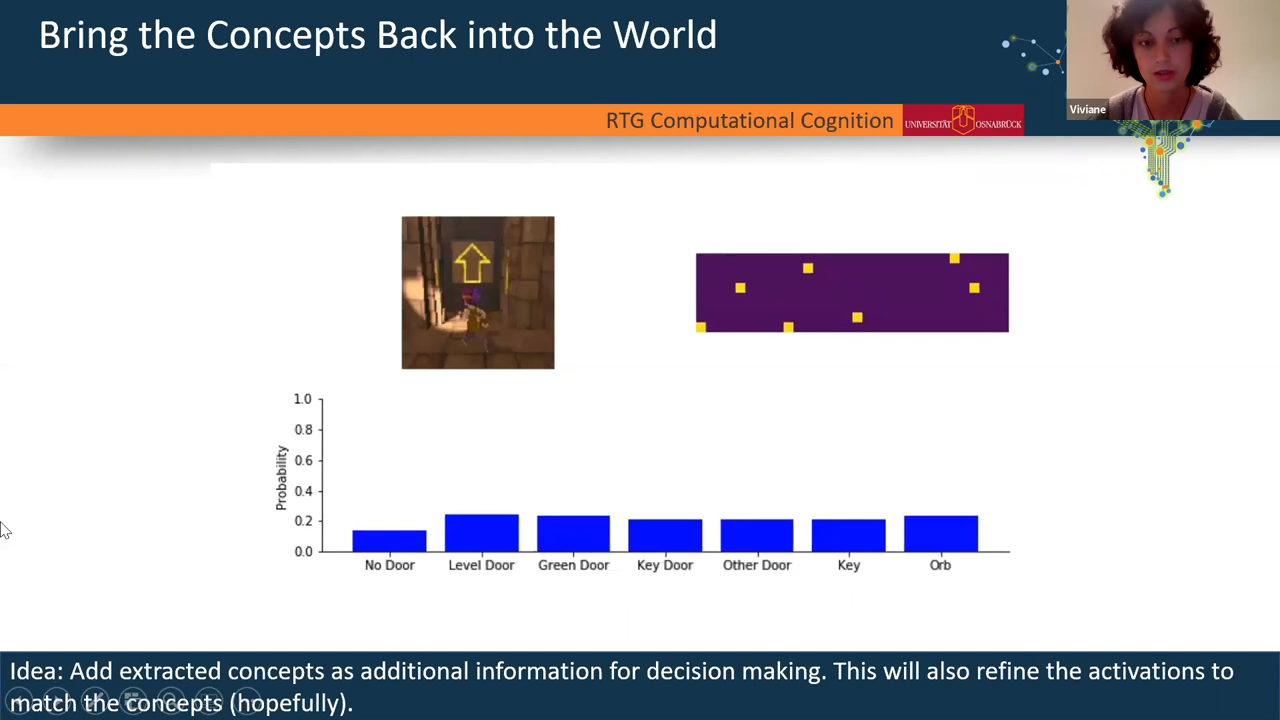 Bring the Concepts Back into the World
Viviane
RTG Computational Cognition
UNIVERSITÄT OSNABRÜCK
1.0
0.8
0.6
0.4
0.2
0.0
Probability
No Door Level Door Green Door Key Door Other Door Key Orb
Idea: Add extracted concepts as additional information for decision making. This will also refine the activations to
match the concepts (hopefully).